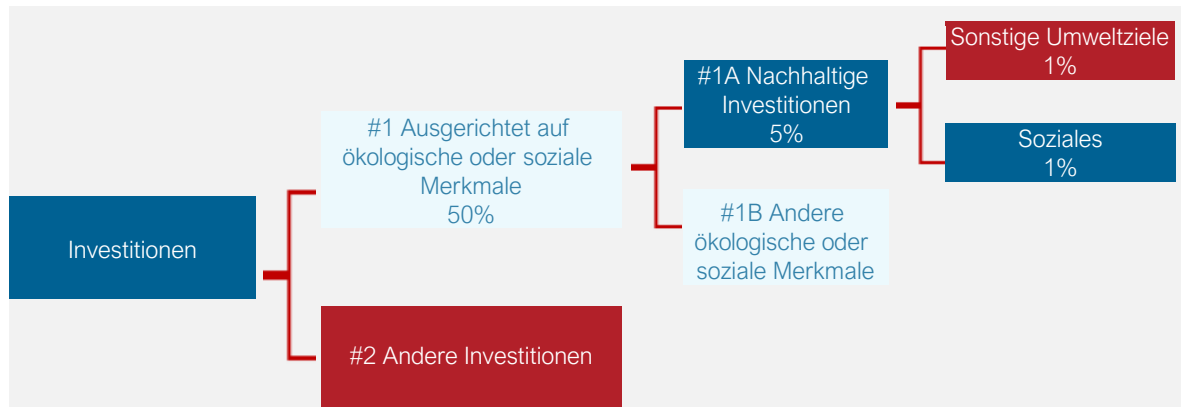 Investitionen
#1 Ausgerichtet auf
ökologische oder soziale
Merkmale
50%
#2 Andere Investitionen
#1A Nachhaltige
Investitionen
5%
#1B Andere
ökologische oder
soziale Merkmale
Sonstige Umweltziele
1%
Soziales
1%